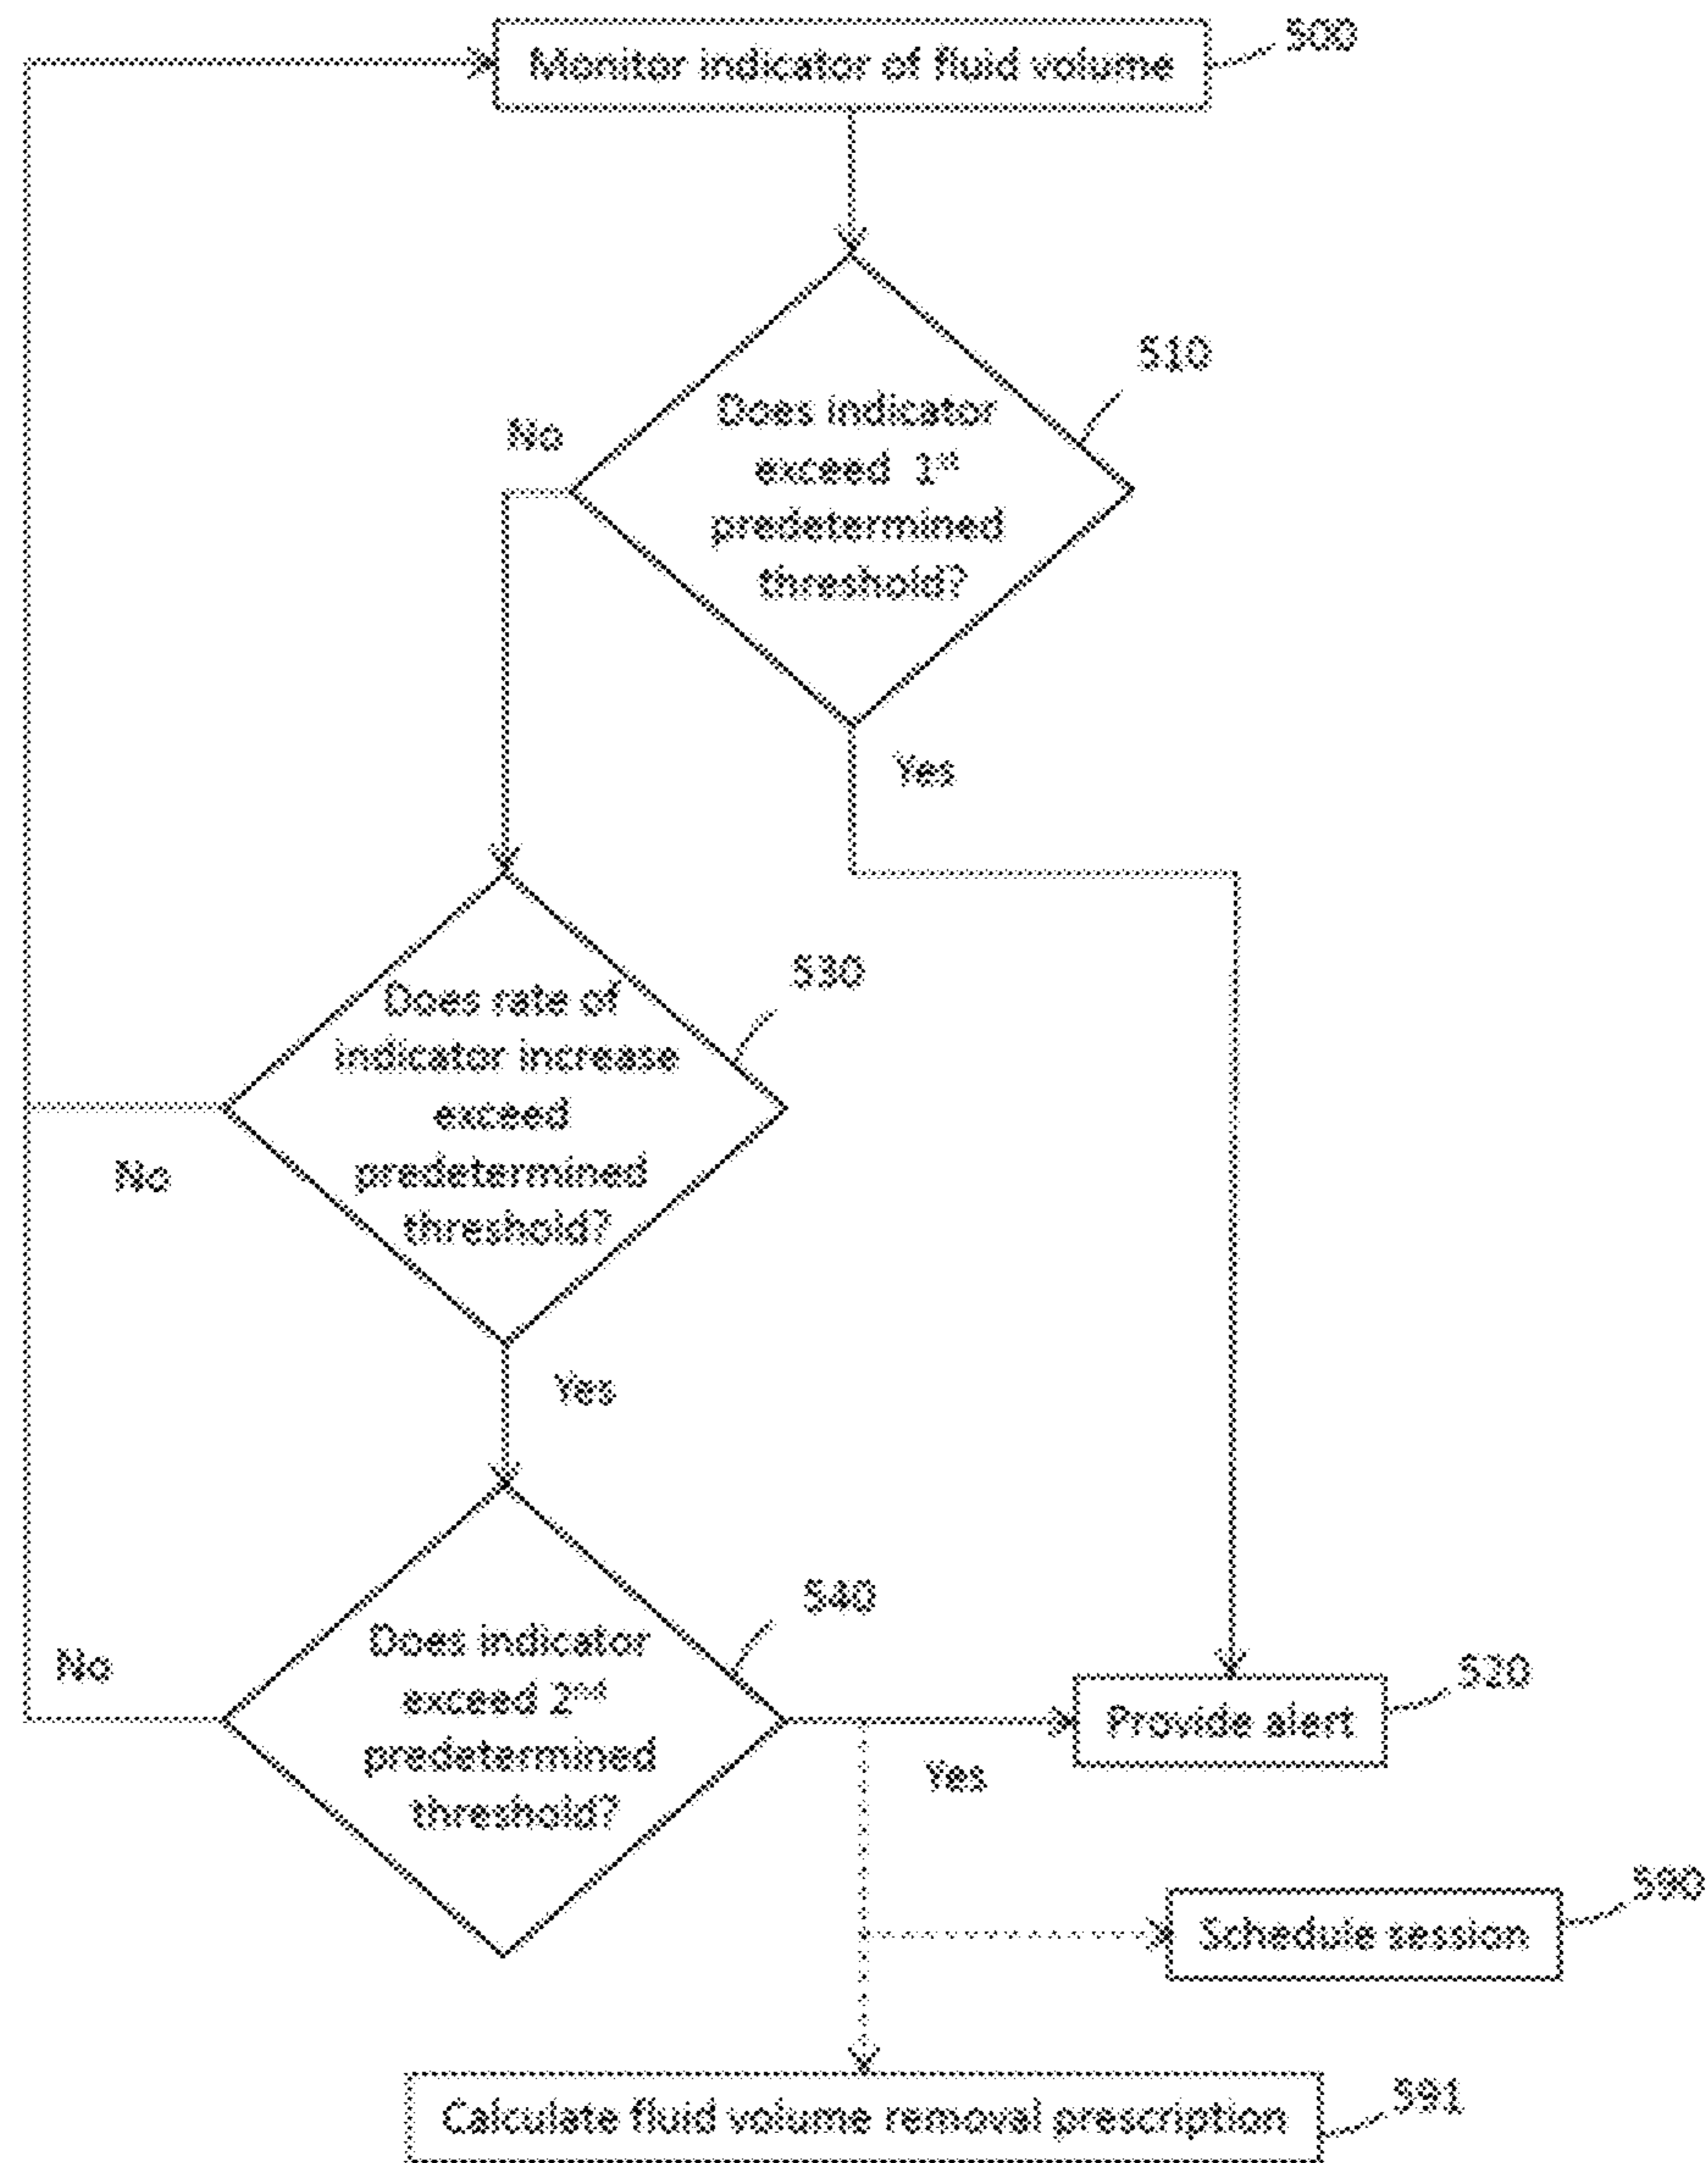 Monitor indicator of fluid volume
500
Does indicator
exceed 1st
predetermined
threshold?
510
No
Yes
Does rate of
indicator increase
exceed
predetermined
threshold?
530
No
Yes
Does indicator
exceed 2nd
predetermined
threshold?
540
No
Yes
Provide alert
520
Schedule session
590
Calculate fluid volume removal prescription
591